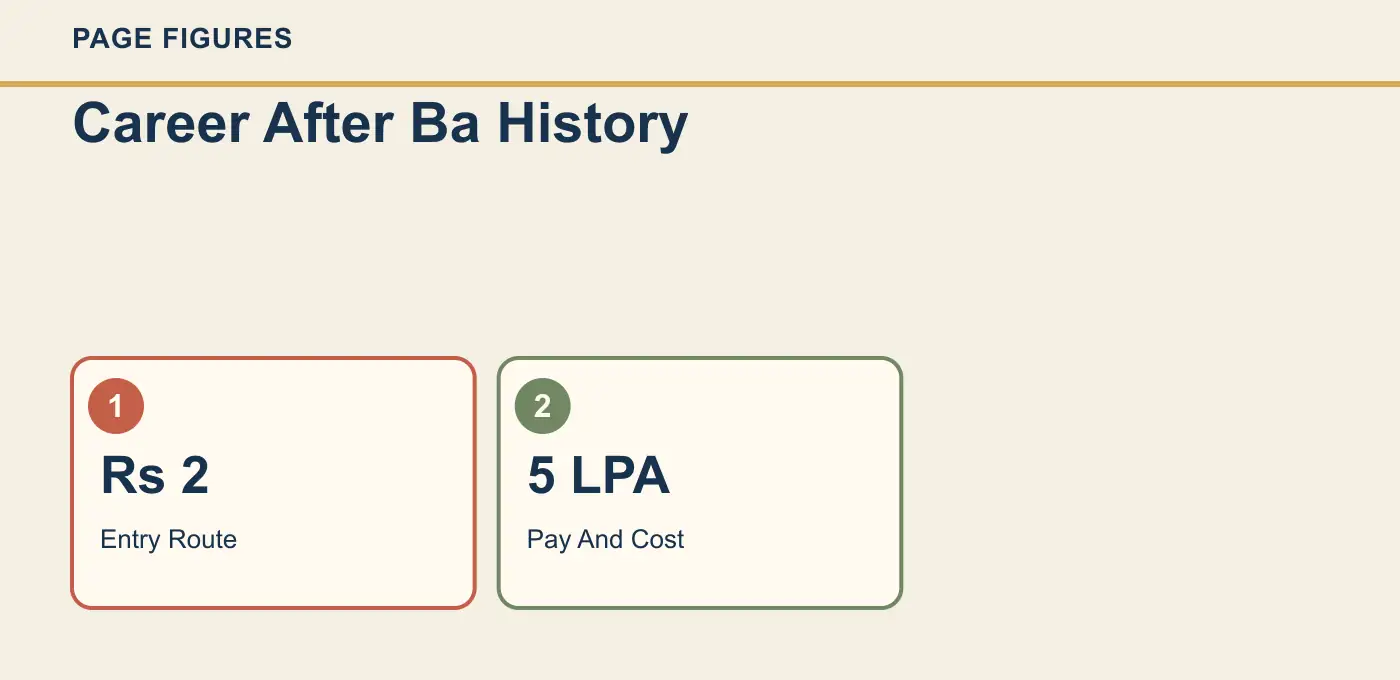 PAGE FIGURES
Career After Ba History
1
Rs 2
Entry Route
2
5 LPA
Pay And Cost